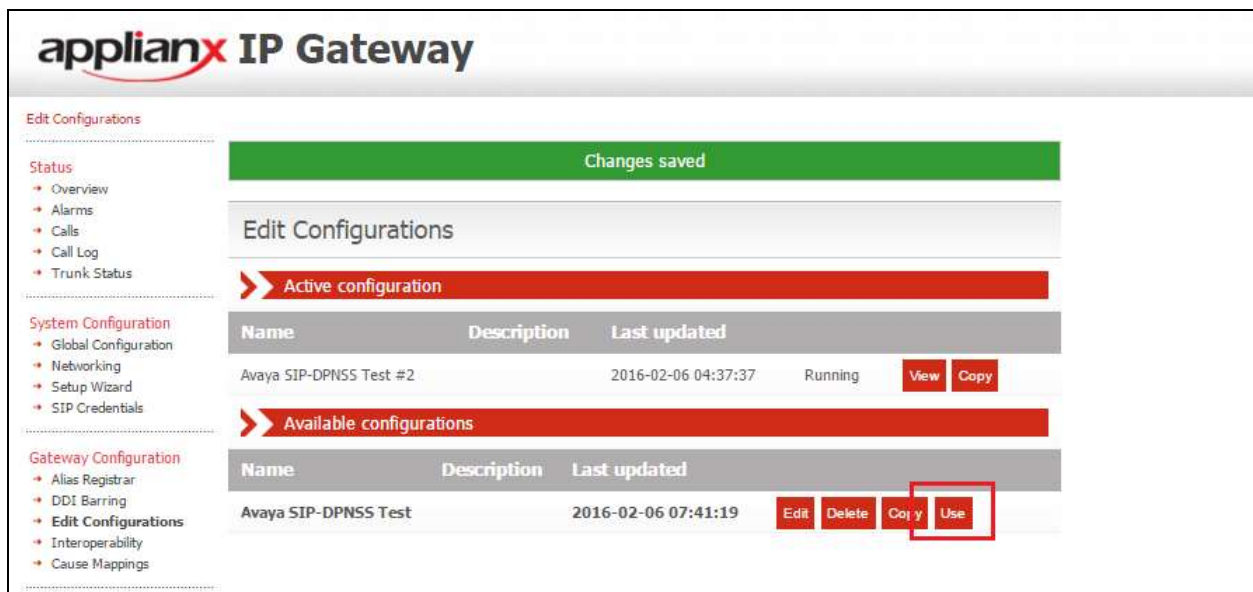 applianx IP Gateway
Edit Configurations
Status
Overview
Alarms
Calls
Call Log
Trunk Status
System Configuration
Global Configuration
Networking
Setup Wizard
SIP Credentials
Gateway Configuration
Alias Registrar
DDI Barring
Edit Configurations
Interoperability
Cause Mappings
Changes saved
Edit Configurations
Active configuration
Name Description Last updated
Avaya SIP-DPNSS Test #2 2016-02-06 04:37:37 Running View Copy
Available configurations
Name Description Last updated
Avaya SIP-DPNSS Test 2016-02-06 07:41:19 Edit Delete Copy Use